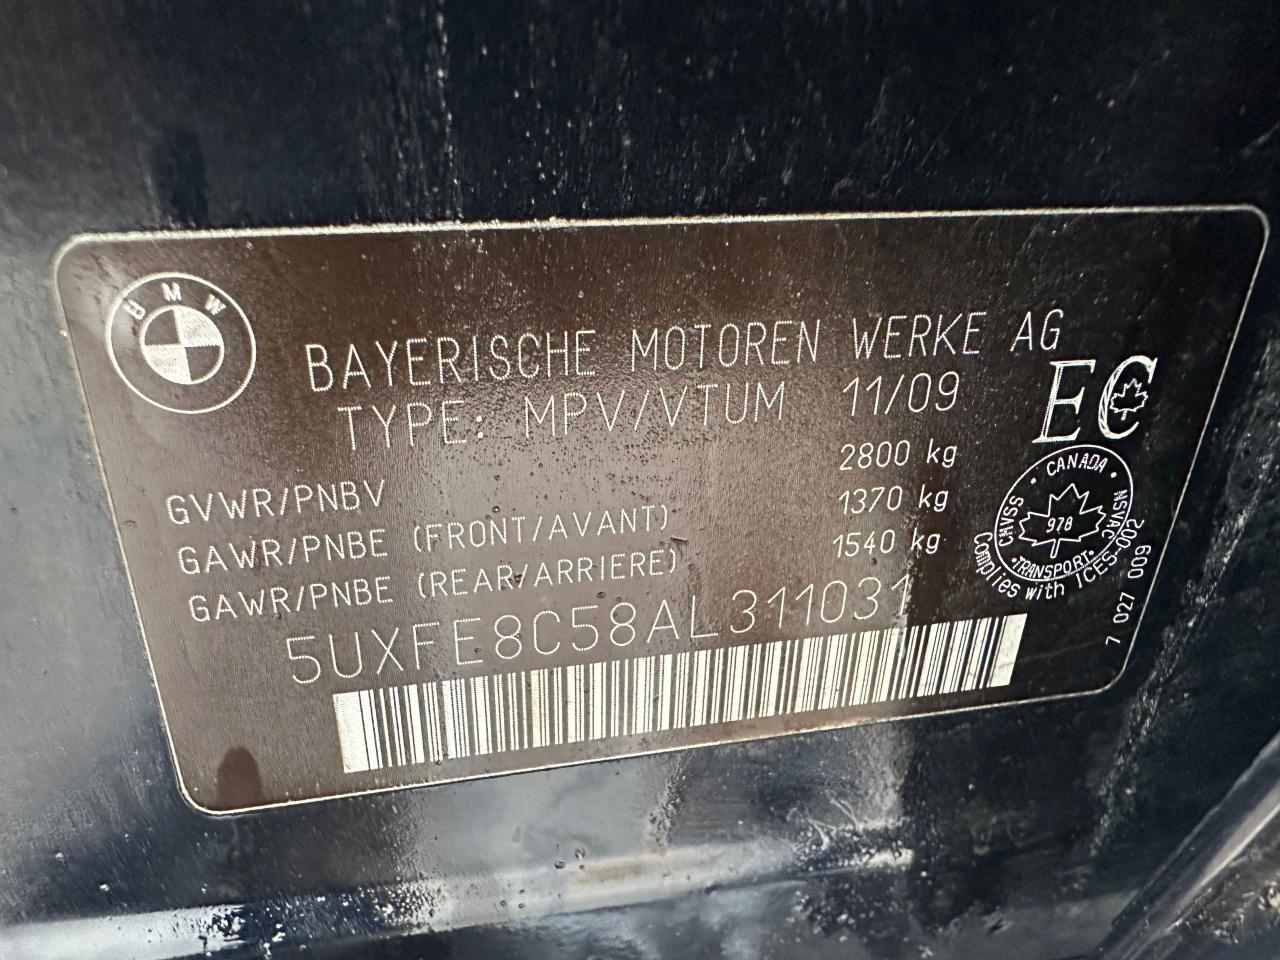 BMW
BAYERISCHE MOTOREN WERKE AG
TYPE: MPV/VTUM 11/09
EC
GVWR/PNBV 2800 kg
GAWR/PNBE (FRONT/AVANT) 1370 kg
GAWR/PNBE (REAR/ARRIERE) 1540 kg
5UXFE8C58AL311031
CANADA
CMVSS
NSVAC
978
TRANSPORT
Complies with ICES-002
7 027 009